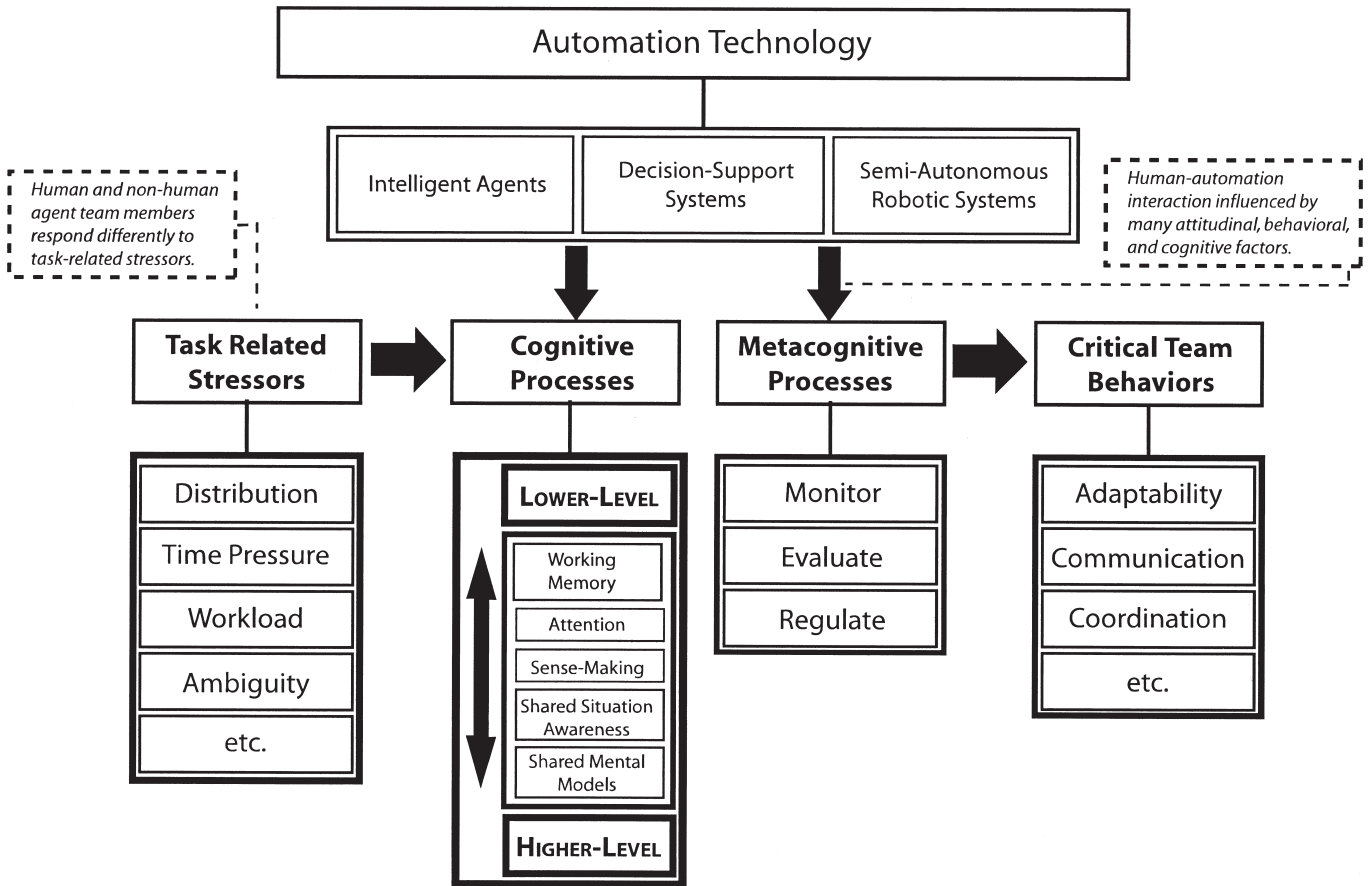 Automation Technology
Intelligent Agents
Decision-Support
Systems
Semi-Autonomous
Robotic Systems
Human and non-human
agent team members
respond differently to
task-related stressors.
Human-automation
interaction influenced by
many attitudinal, behavioral,
and cognitive factors.
Task Related
Stressors
Cognitive
Processes
Metacognitive
Processes
Critical Team
Behaviors
Distribution
Time Pressure
Workload
Ambiguity
etc.
LOWER-LEVEL
Working
Memory
Attention
Sense-Making
Shared Situation
Awareness
Shared Mental
Models
HIGHER-LEVEL
Monitor
Evaluate
Regulate
Adaptability
Communication
Coordination
etc.